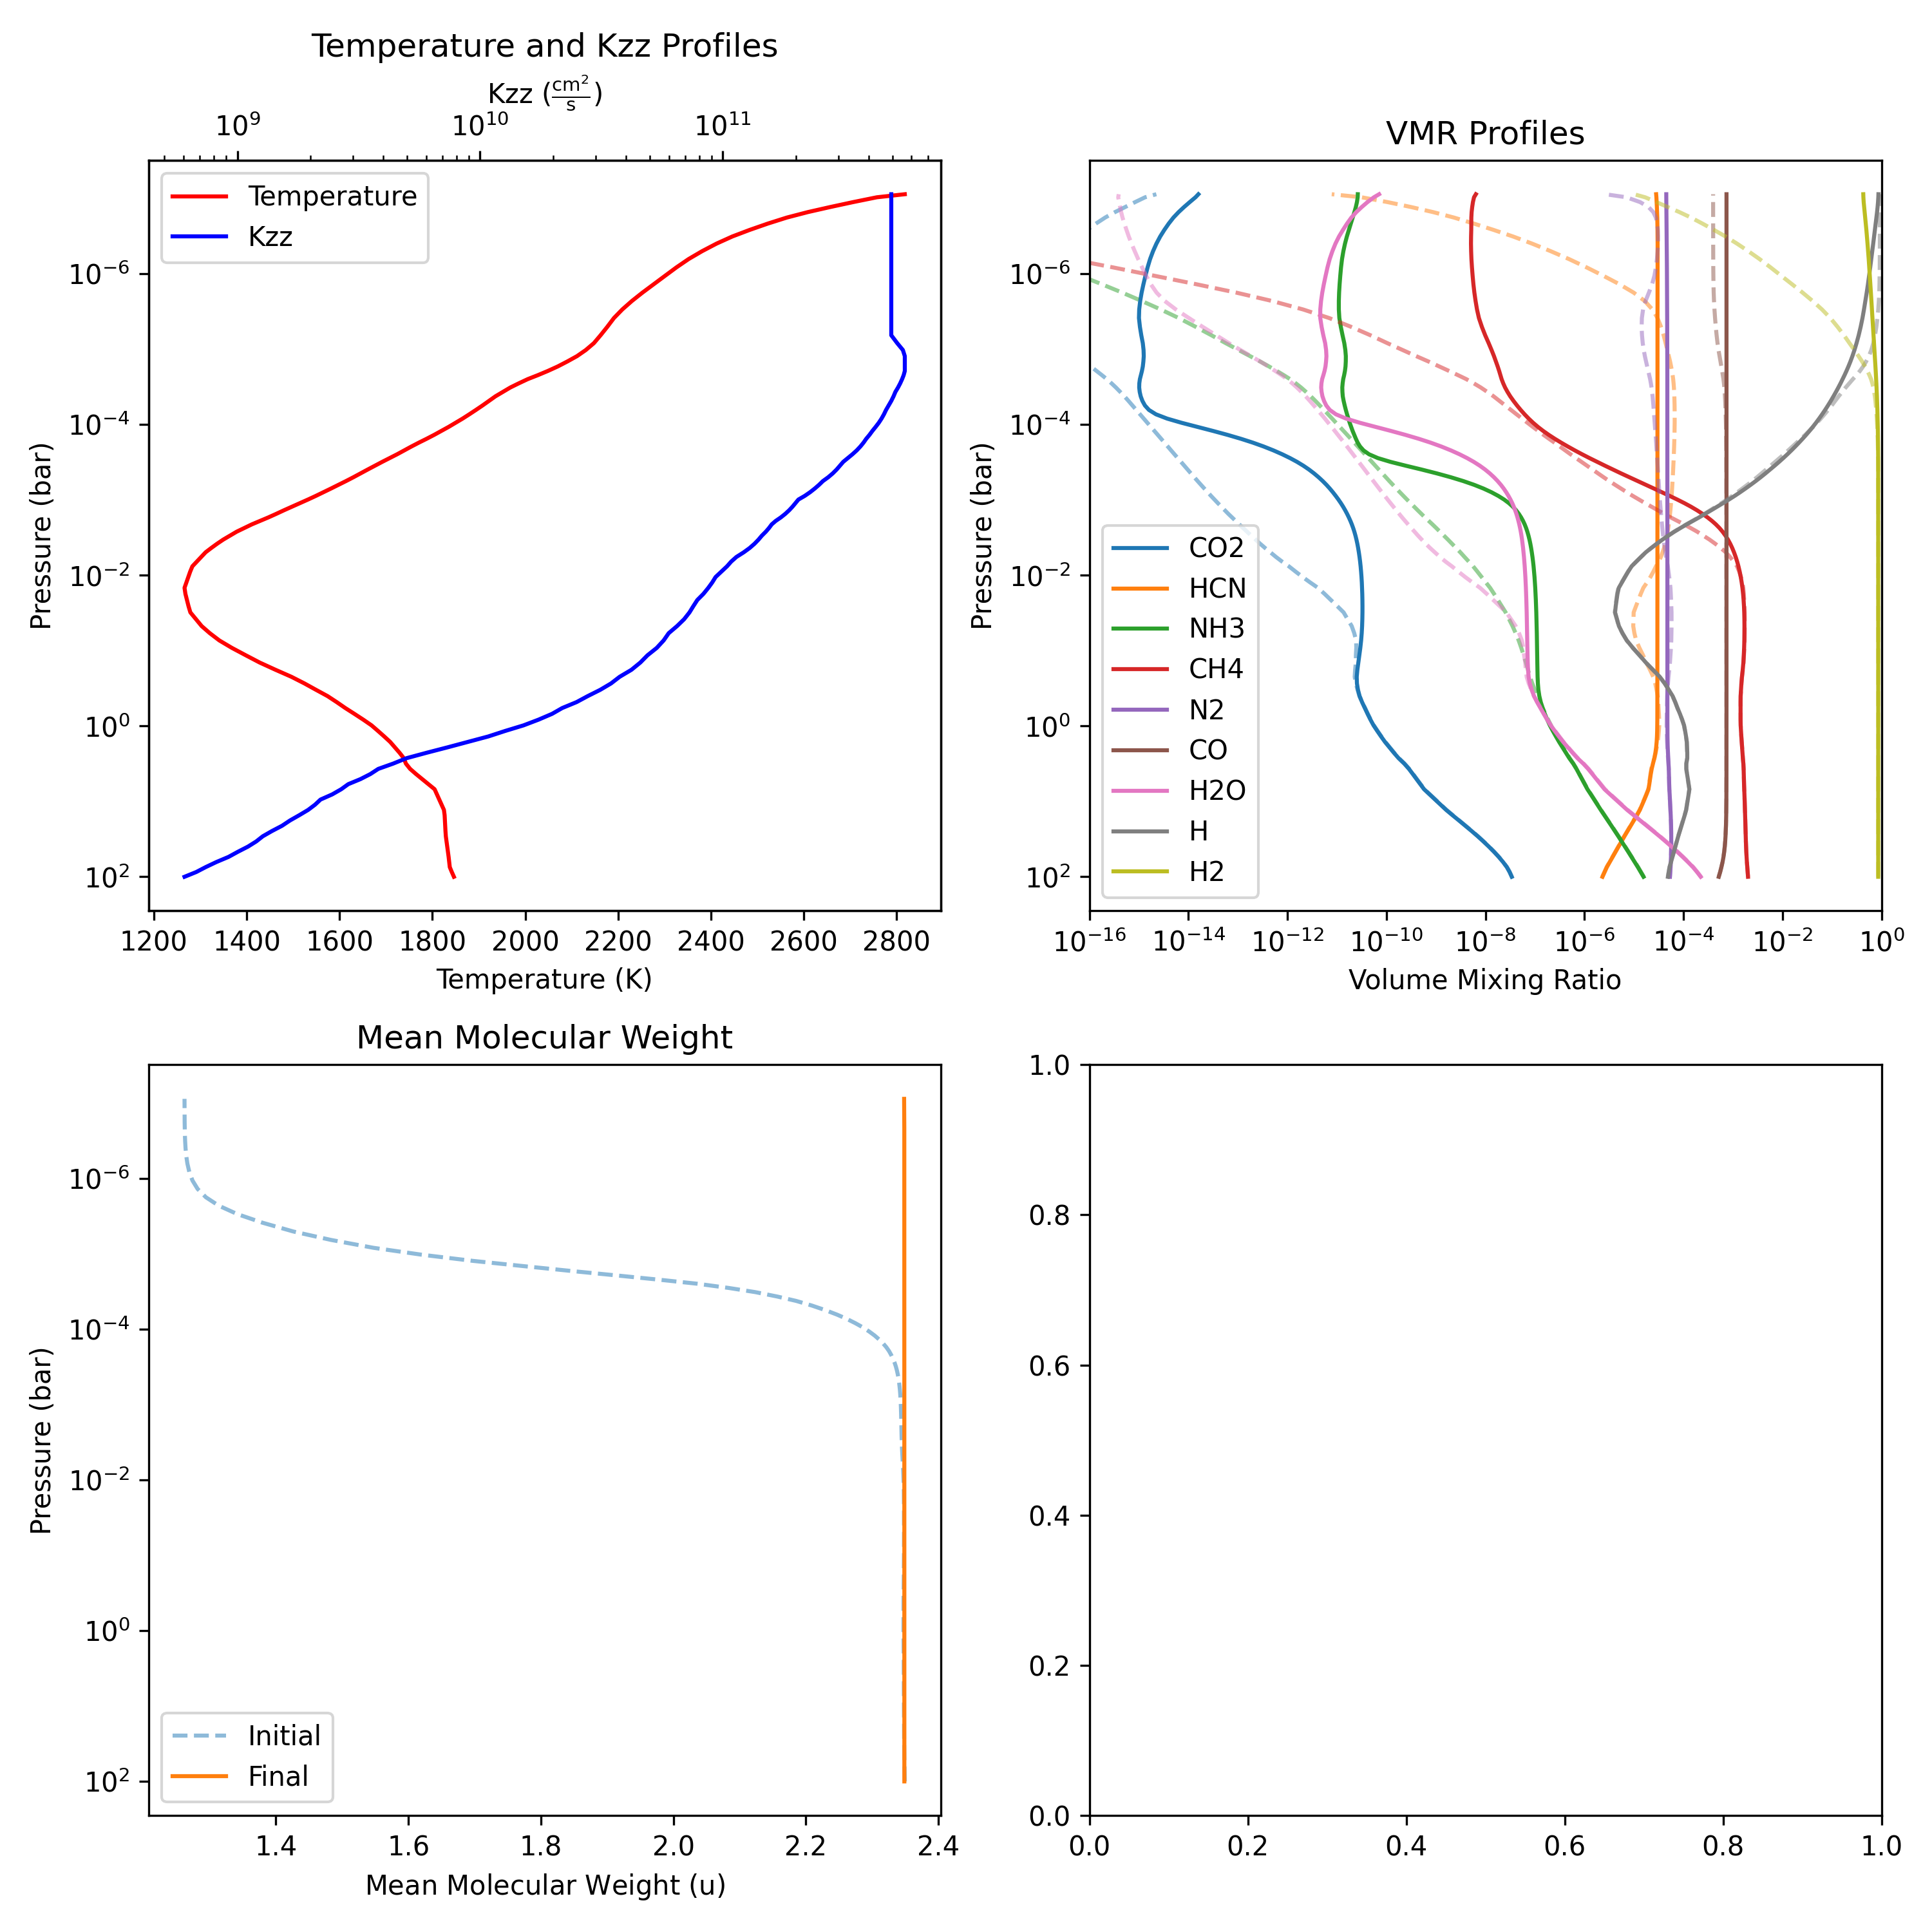 Temperature and Kzz Profiles
Kzz (cm²/s)
10⁹ 10¹⁰ 10¹¹
Temperature
Kzz
10⁻⁶
10⁻⁴
10⁻²
10⁰
10²
Pressure (bar)
1200 1400 1600 1800 2000 2200 2400 2600 2800
Temperature (K)
VMR Profiles
10⁻⁶
10⁻⁴
10⁻²
10⁰
10²
Pressure (bar)
CO2
HCN
NH3
CH4
N2
CO
H2O
H
H2
10⁻¹⁶ 10⁻¹⁴ 10⁻¹² 10⁻¹⁰ 10⁻⁸ 10⁻⁶ 10⁻⁴ 10⁻² 10⁰
Volume Mixing Ratio
Mean Molecular Weight
10⁻⁶
10⁻⁴
10⁻²
10⁰
10²
Pressure (bar)
Initial
Final
1.4 1.6 1.8 2.0 2.2 2.4
Mean Molecular Weight (u)
1.0
0.8
0.6
0.4
0.2
0.0
0.0 0.2 0.4 0.6 0.8 1.0